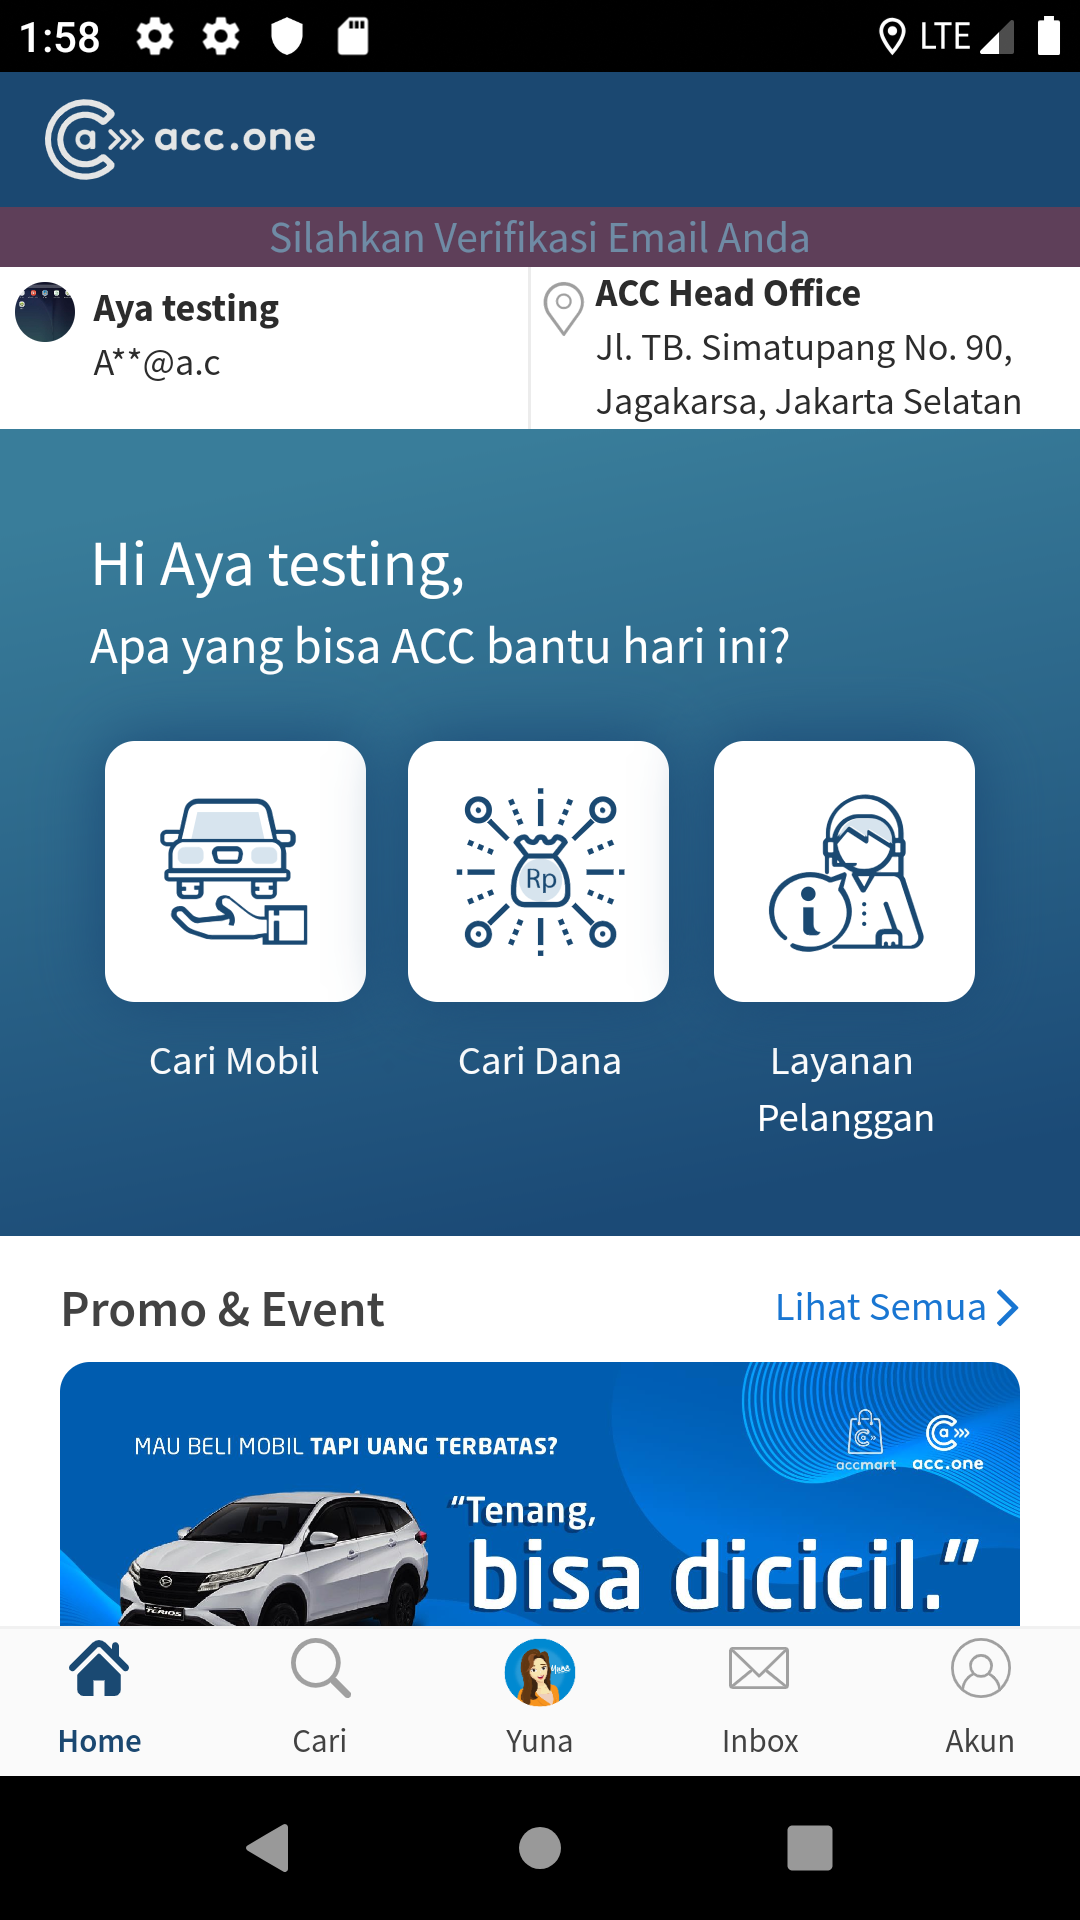 1:58
LTE
a acc.one
Silahkan Verifikasi Email Anda
Aya testing
A**@a.c
ACC Head Office
Jl. TB. Simatupang No. 90,
Jagakarsa, Jakarta Selatan
Hi Aya testing,
Apa yang bisa ACC bantu hari ini?
Rp
i
Cari Mobil
Cari Dana
Layanan
Pelanggan
Promo & Event
Lihat Semua
MAU BELI MOBIL TAPI UANG TERBATAS?
a
accmart
a
acc.one
“Tenang,
bisa dicicil.”
TERIOS
Yuna
Home
Cari
Yuna
Inbox
Akun